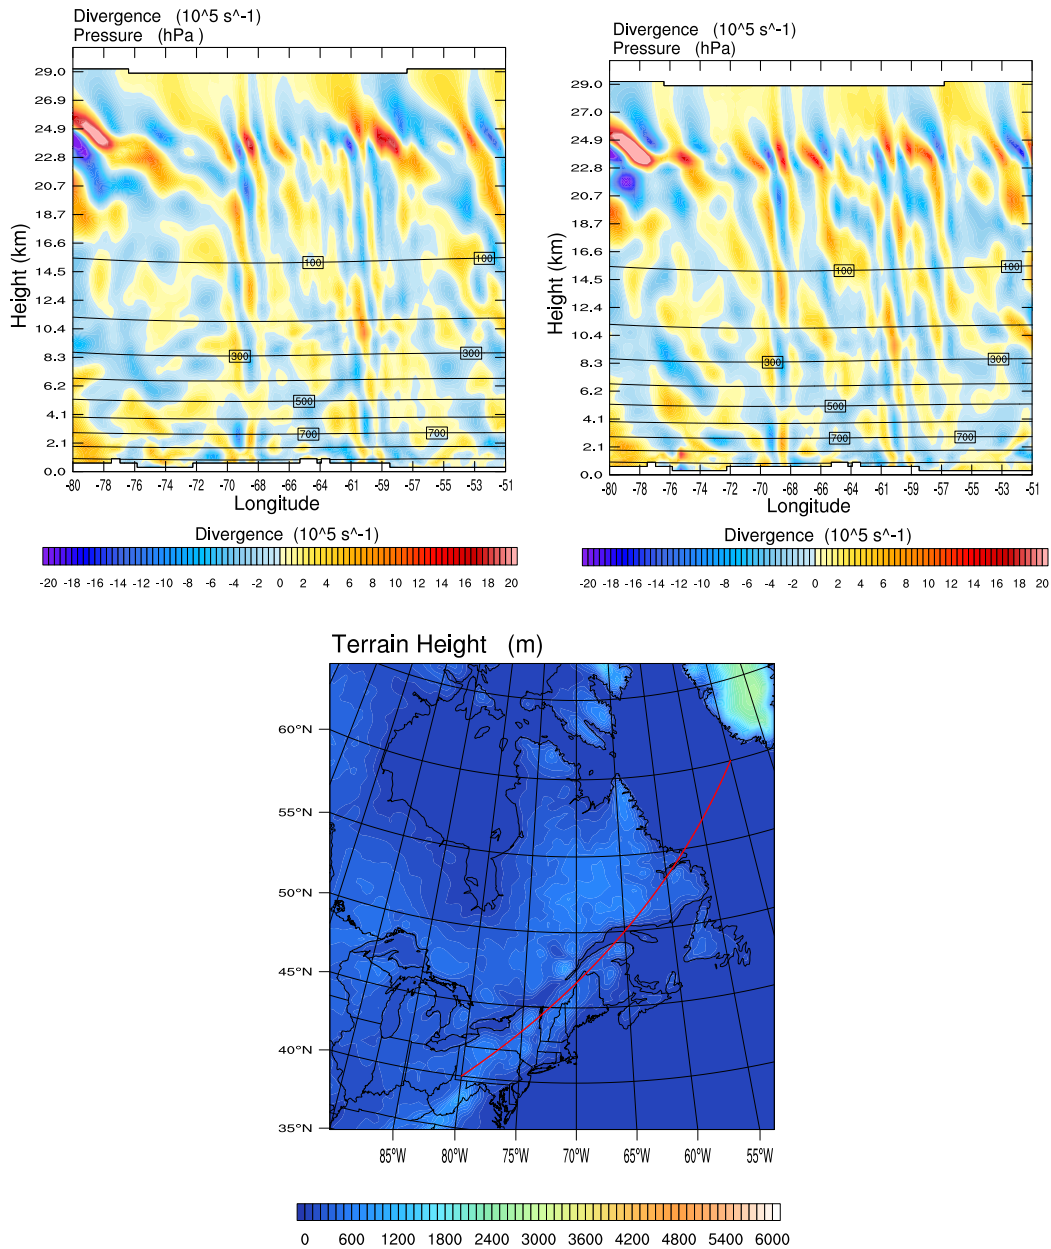 Divergence (10^5 s^-1)
Pressure (hPa )
Height (km)
29.0
26.9
24.9
22.8
20.7
18.7
16.6
14.5
12.4
10.4
8.3
6.2
4.1
2.1
0.0
100
100
300
300
500
700
700
-80 -78 -76 -74 -72 -70 -68 -66 -64 -63 -61 -59 -57 -55 -53 -51
Longitude
Divergence (10^5 s^-1)
-20 -18 -16 -14 -12 -10 -8 -6 -4 -2 0 2 4 6 8 10 12 14 16 18 20
Divergence (10^5 s^-1)
Pressure (hPa)
Height (km)
29.0
27.0
24.9
22.8
20.7
18.7
16.6
14.5
12.4
10.4
8.3
6.2
4.1
2.1
0.0
100
100
300
300
500
700
700
-80 -78 -76 -74 -72 -70 -68 -66 -64 -63 -61 -59 -57 -55 -53 -51
Longitude
Divergence (10^5 s^-1)
-20 -18 -16 -14 -12 -10 -8 -6 -4 -2 0 2 4 6 8 10 12 14 16 18 20
Terrain Height (m)
60°N
55°N
50°N
45°N
40°N
35°N
85°W 80°W 75°W 70°W 65°W 60°W 55°W
0 600 1200 1800 2400 3000 3600 4200 4800 5400 6000